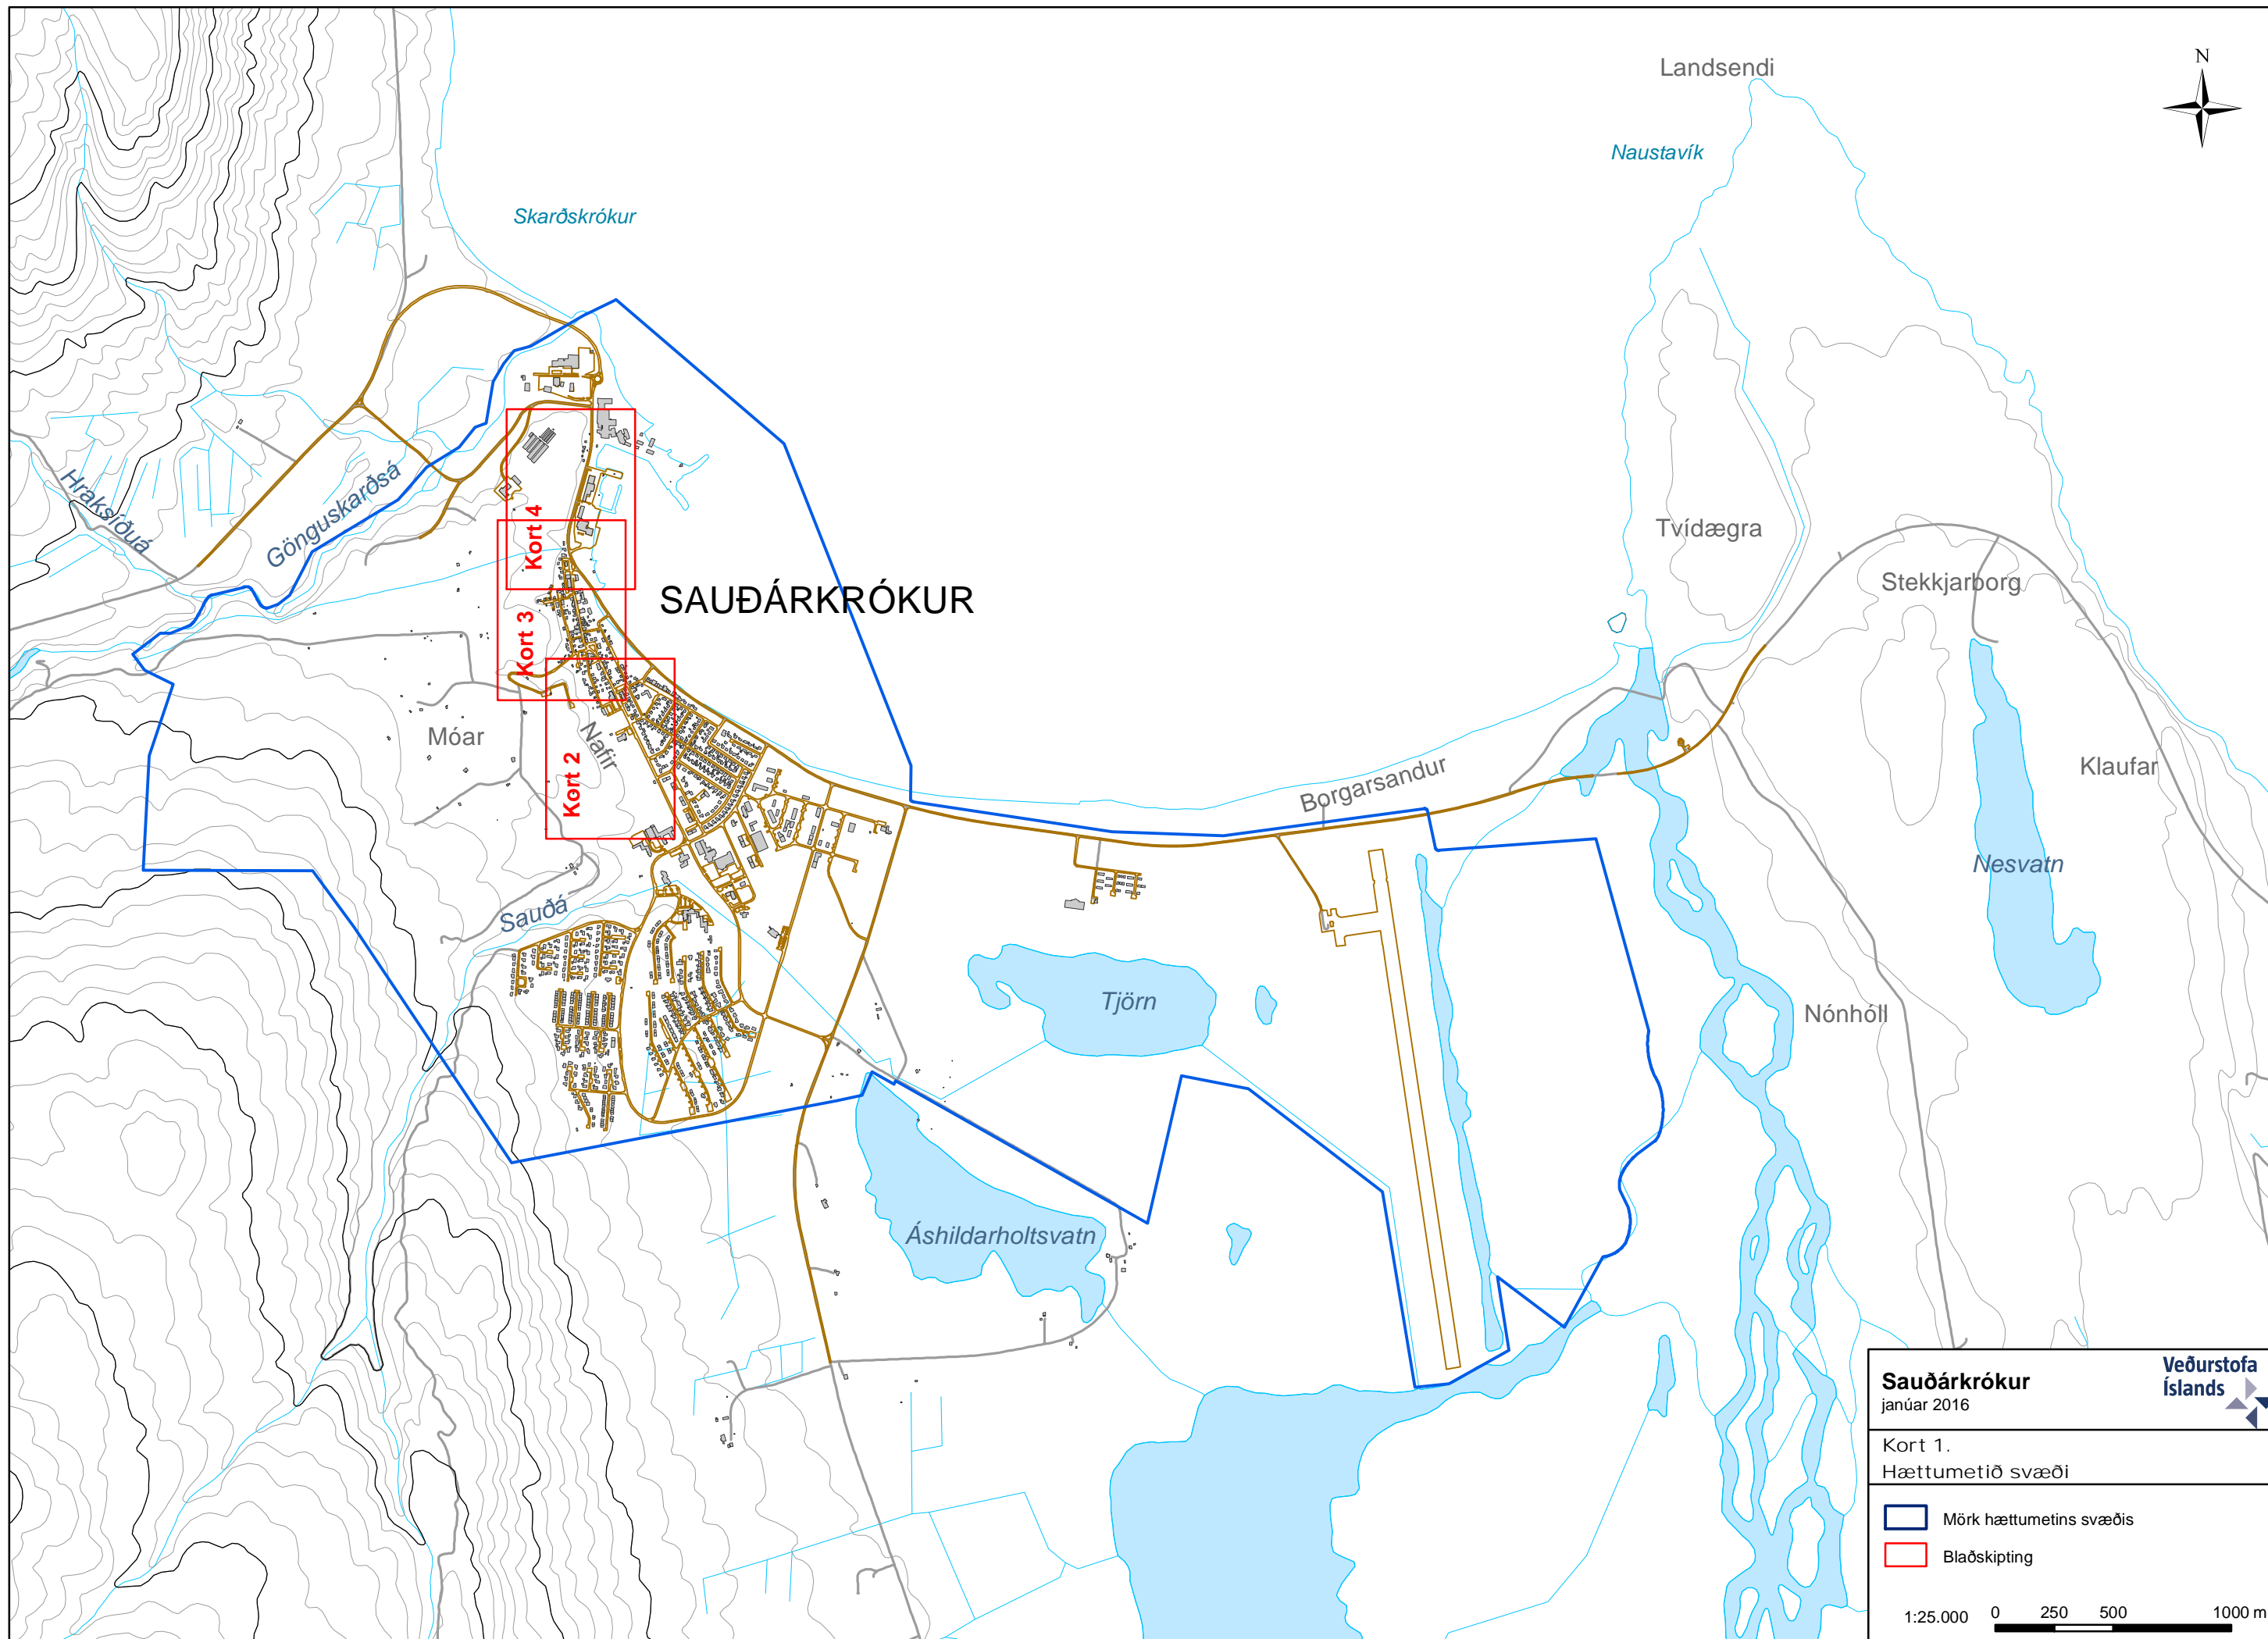 Landsendi
N
Naustavík
Skarðskrókur
Hraksíðuá
Gönguskarðsá
Kort 4
Tvídægra
Stekkjarborg
SAUÐÁRKRÓKUR
Kort 3
Móar
Nafir
Kort 2
Borgarsandur
Klaufar
Nesvatn
Sauðá
Tjörn
Nónhóll
Áshildarholtsvatn
Sauðárkrókur
janúar 2016
Veðurstofa
Íslands
Kort 1.
Hættumetið svæði
Mörk hættumetins svæðis
Blaðskipting
1:25.000 0 250 500 1000 m